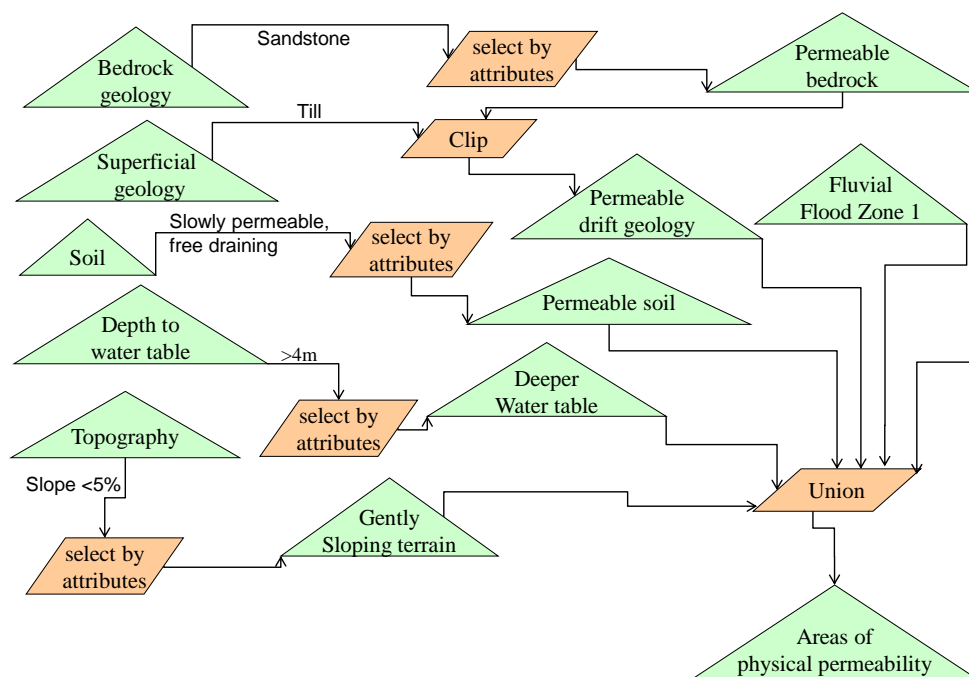 Sandstone
select by
attributes
Permeable
bedrock
Bedrock
geology
Till
Clip
Superficial
geology
Permeable
drift geology
Fluvial
Flood Zone 1
Slowly permeable,
free draining
select by
attributes
Soil
Permeable soil
Depth to
water table
>4m
Deeper
Water table
select by
attributes
Topography
Slope <5%
Union
Gently
Sloping terrain
select by
attributes
Areas of
physical permeability